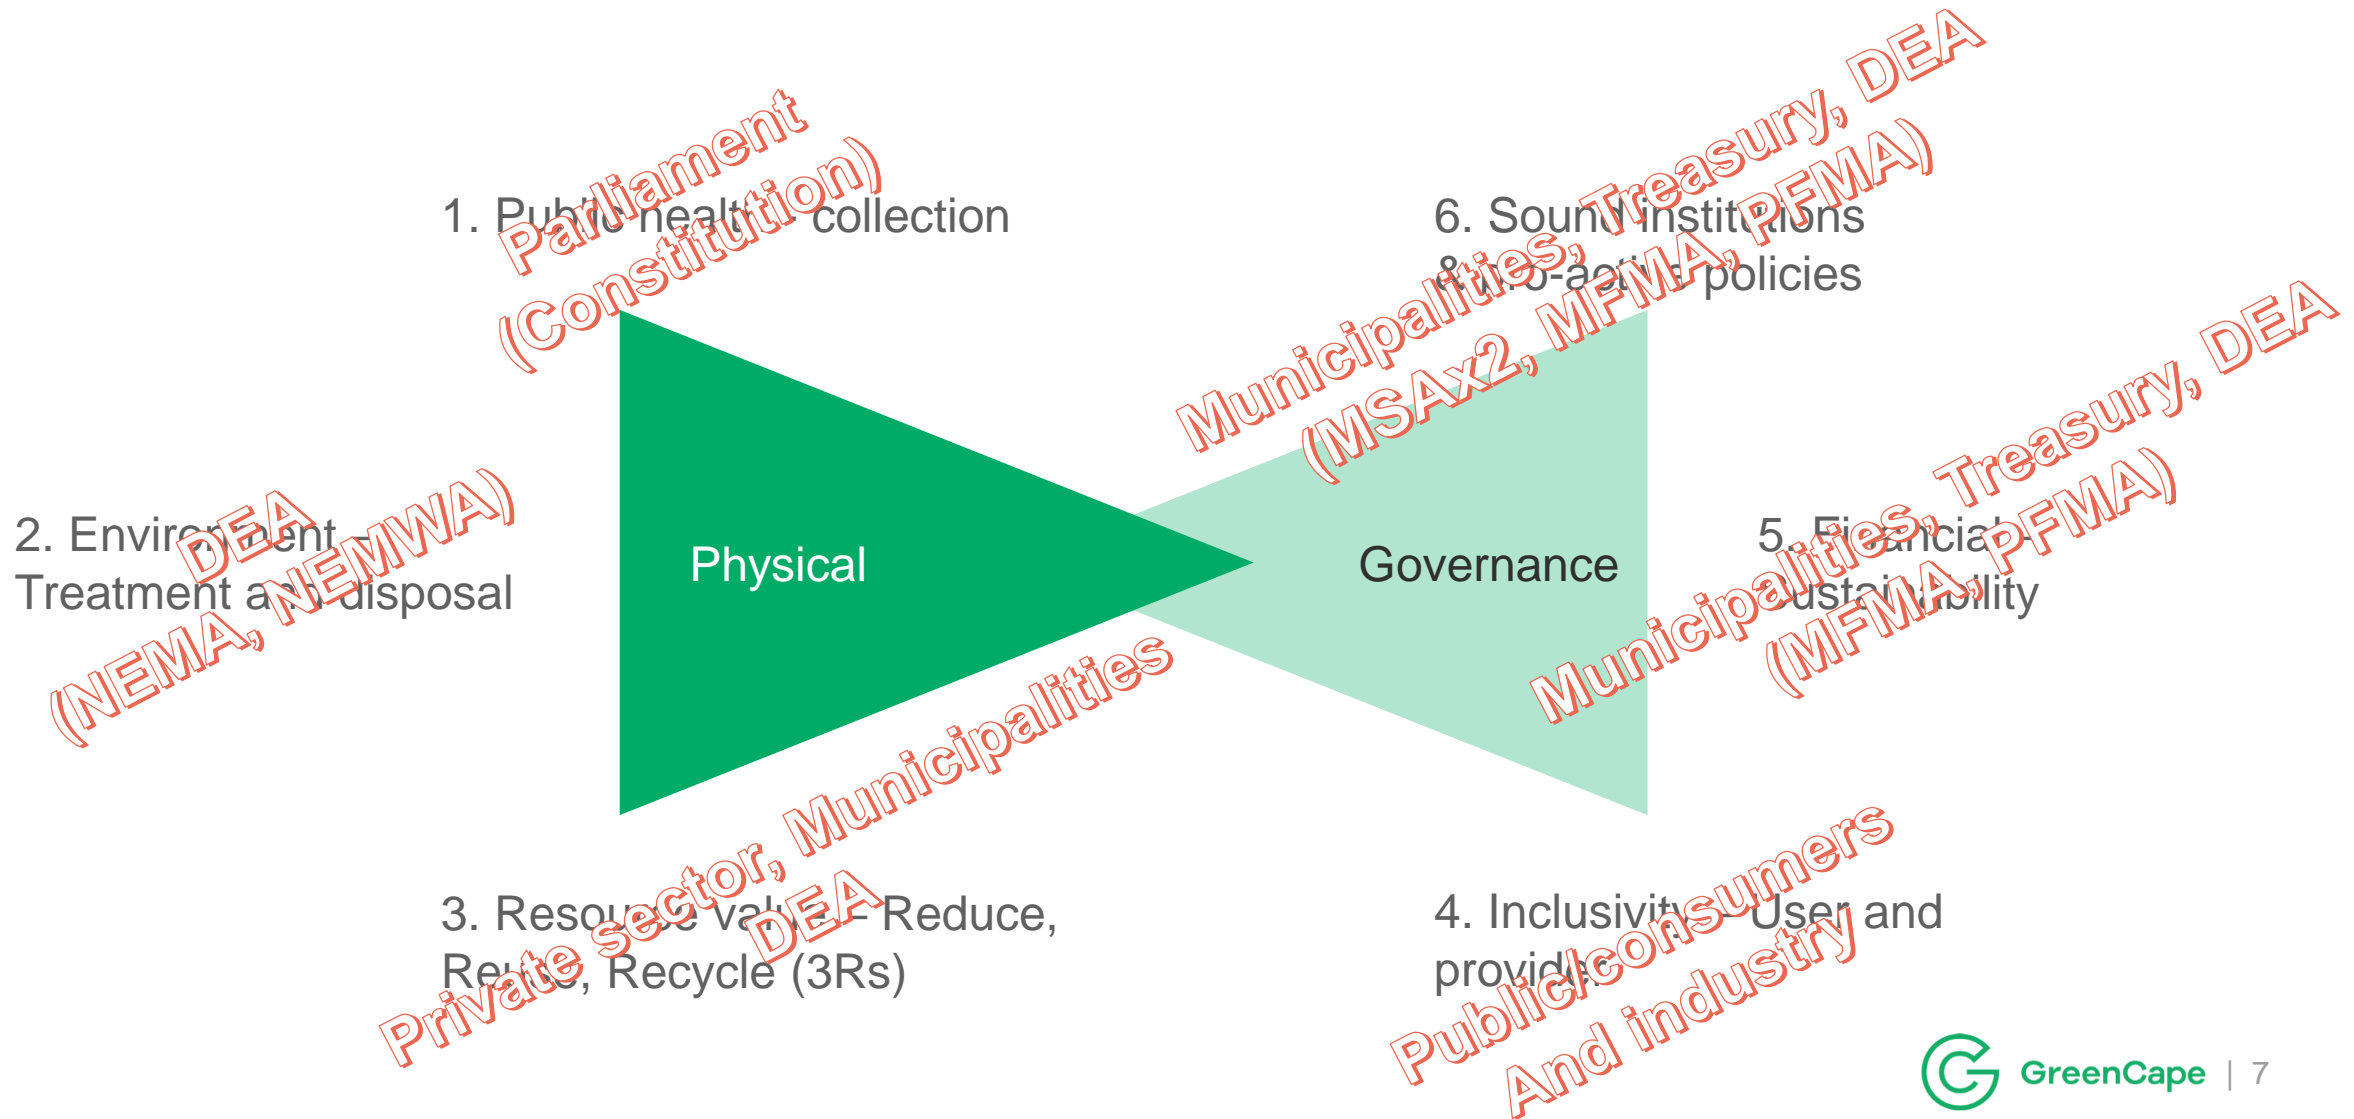 Parliament
(Constitution)
1. Public health - collection
Municipalities, Treasury, DEA
(MSAx2, MFMA, PFMA)
6. Sound institutions
& pro-active policies
DEA
(NEMA, NEMWA)
2. Environment –
Treatment and disposal
Physical
Governance
Municipalities, Treasury, DEA
(MFMA, PFMA)
5. Financial -
Sustainability
Private sector, Municipalities
DEA
3. Resource value – Reduce,
Reuse, Recycle (3Rs)
Public/consumers
And industry
4. Inclusivity – User and
provider
GreenCape | 7